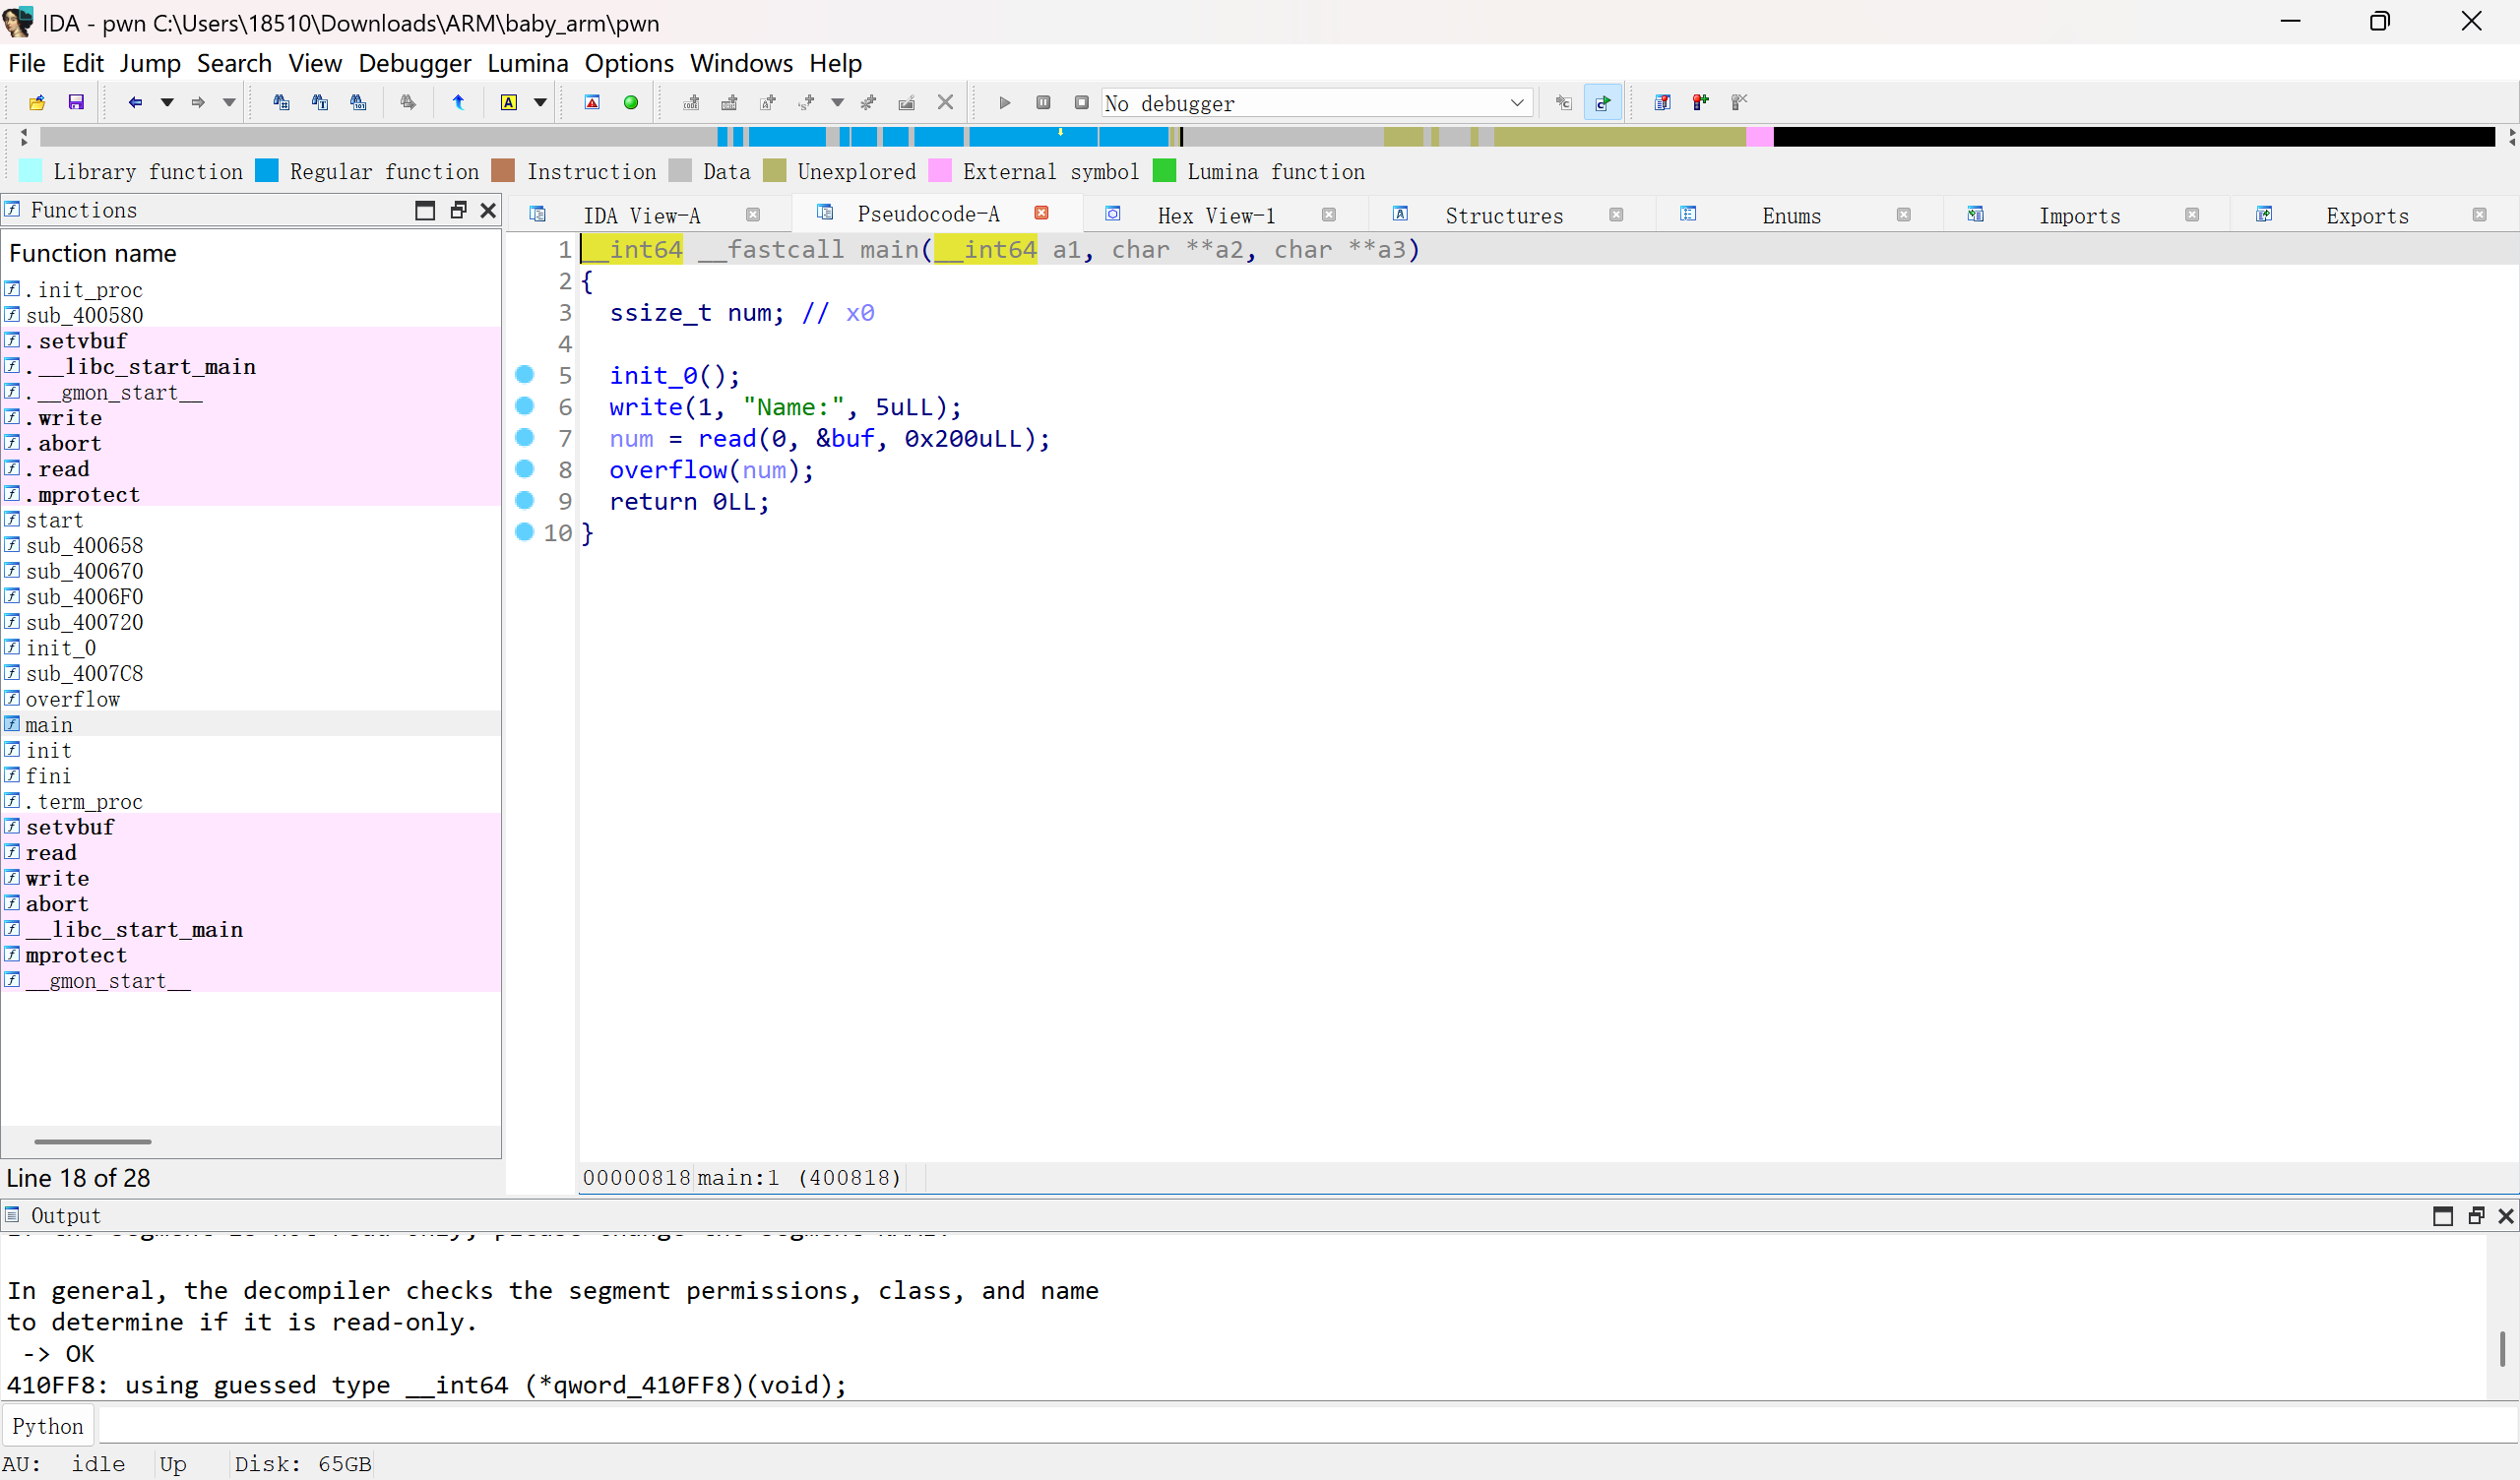 IDA - pwn C:\Users\18510\Downloads\ARM\baby_arm\pwn
File Edit Jump Search View Debugger Lumina Options Windows Help
No debugger
Library function Regular function Instruction Data Unexplored External symbol Lumina function
Functions
Function name
.init_proc
sub_400580
.setvbuf
.__libc_start_main
.__gmon_start__
.write
.abort
.read
.mprotect
start
sub_400658
sub_400670
sub_4006F0
sub_400720
init_0
sub_4007C8
overflow
main
init
fini
.term_proc
setvbuf
read
write
abort
__libc_start_main
mprotect
__gmon_start__
Line 18 of 28
IDA View-A Pseudocode-A Hex View-1 Structures Enums Imports Exports
1 __int64 __fastcall main(__int64 a1, char **a2, char **a3)
2 {
3   ssize_t num; // x0
4
5   init_0();
6   write(1, "Name:", 5uLL);
7   num = read(0, &buf, 0x200uLL);
8   overflow(num);
9   return 0LL;
10 }
00000818 main:1 (400818)
Output
In general, the decompiler checks the segment permissions, class, and name
to determine if it is read-only.
 -> OK
410FF8: using guessed type __int64 (*qword_410FF8)(void);
Python
AU: idle Up Disk: 65GB